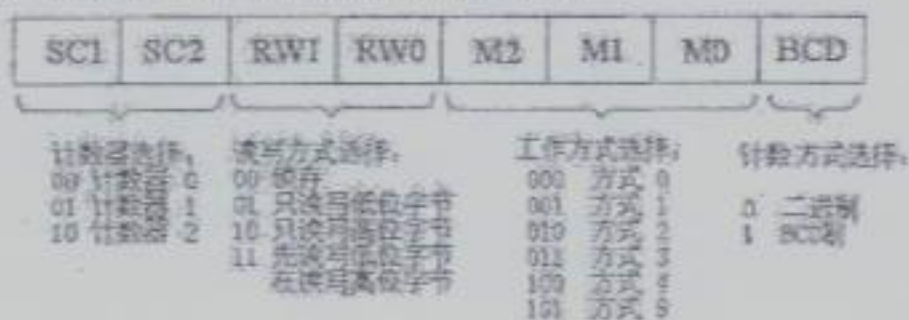 SC1 SC2 RW1 RW0 M2 M1 M0 BCD
计数器选择: 读写方式选择: 工作方式选择: 计数方式选择:
00 计数器 0 00 锁存 000 方式 0
01 计数器 1 01 只读写低位字节 001 方式 1 0 二进制
10 计数器 2 10 只读写高位字节 010 方式 2 1 BCD制
11 先读写低位字节 011 方式 3
在读写高位字节 100 方式 4
101 方式 5